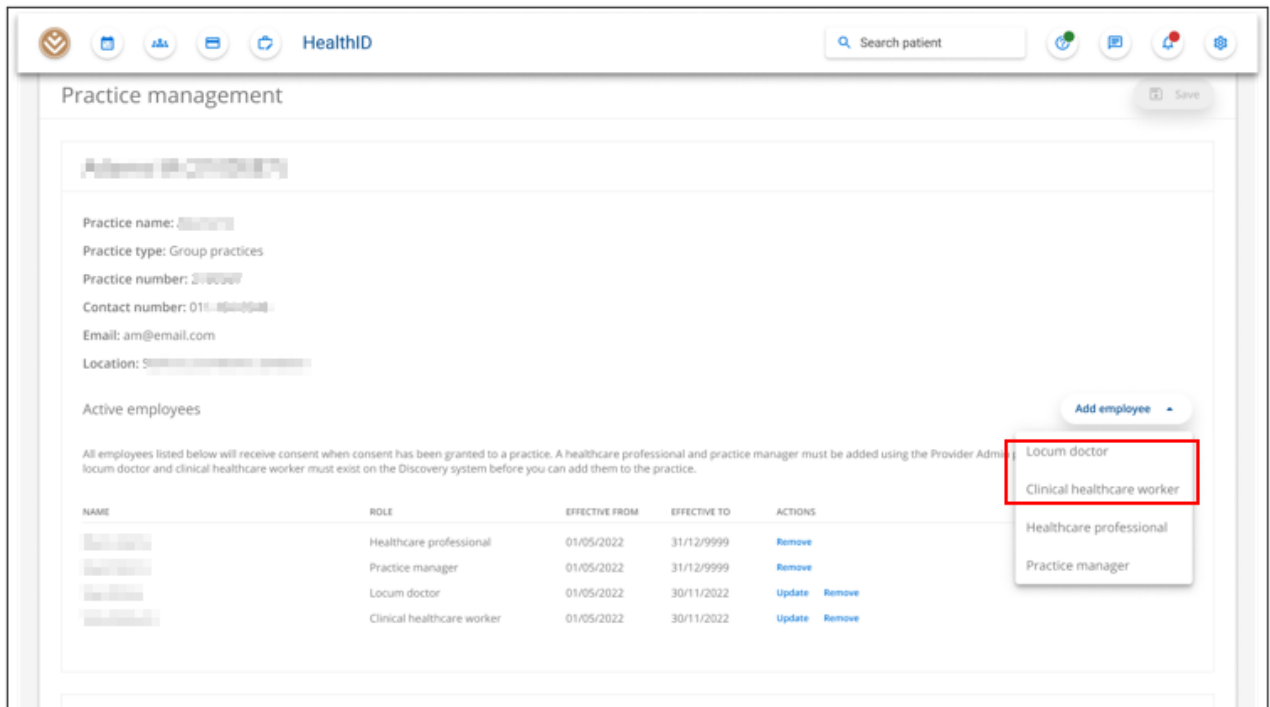 HealthID
Search patient
Practice management
Save
Practice name:
Practice type: Group practices
Practice number:
Contact number:
Email: am@email.com
Location:
Active employees
Add employee
All employees listed below will receive consent when consent has been granted to a practice. A healthcare professional and practice manager must be added using the Provider Admin
locum doctor and clinical healthcare worker must exist on the Discovery system before you can add them to the practice.
Locum doctor
Clinical healthcare worker
Healthcare professional
Practice manager
NAME ROLE EFFECTIVE FROM EFFECTIVE TO ACTIONS
Healthcare professional 01/05/2022 31/12/9999 Remove
Practice manager 01/05/2022 31/12/9999 Remove
Locum doctor 01/05/2022 30/11/2022 Update Remove
Clinical healthcare worker 01/05/2022 30/11/2022 Update Remove